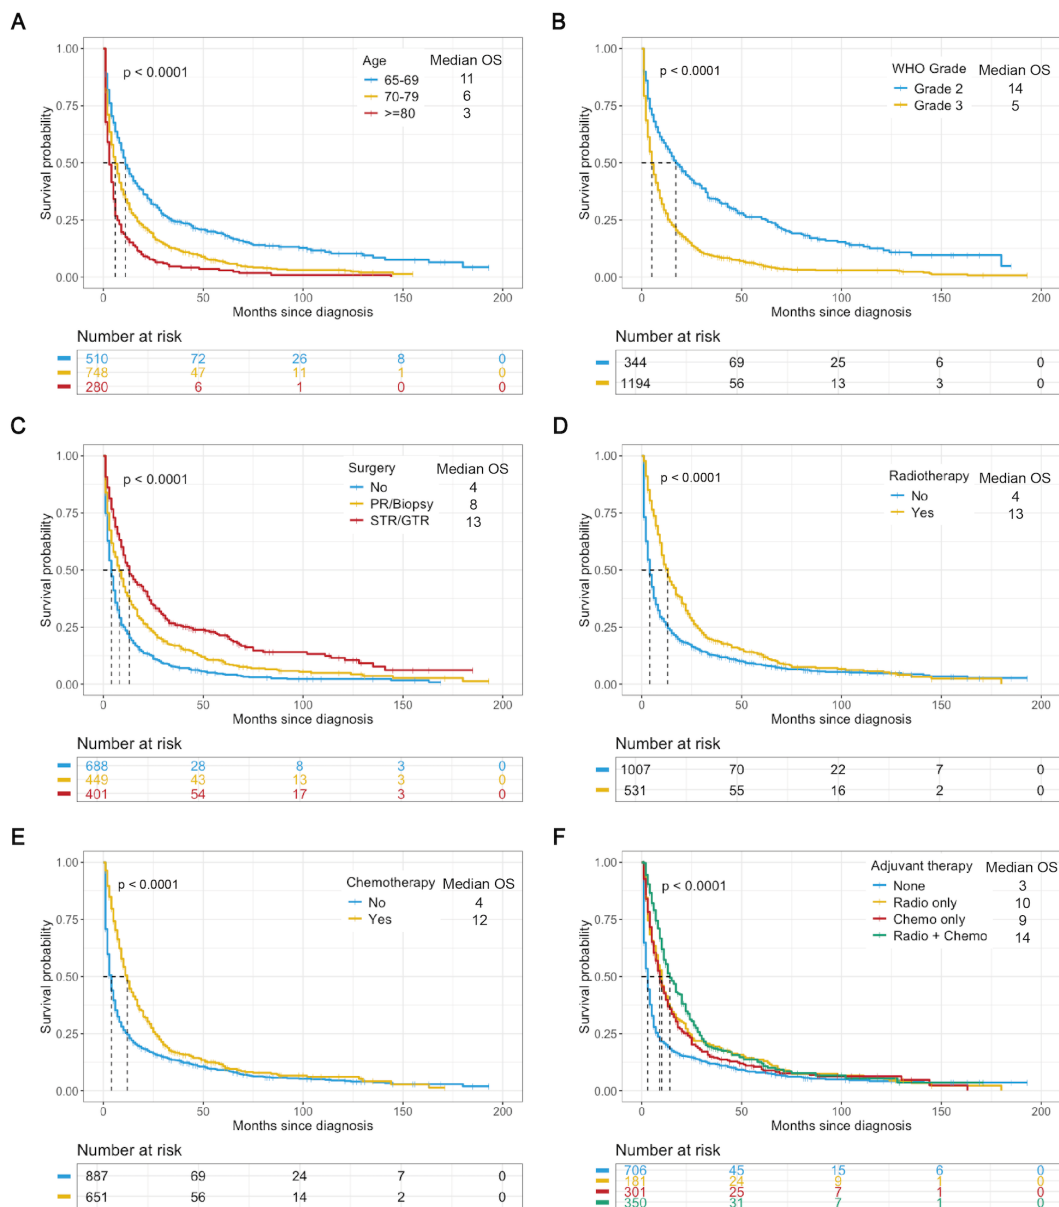 A
Survival probability
1.00
0.75
0.50
0.25
0.00
p < 0.0001
Age Median OS
65-69 11
70-79 6
>=80 3
0 50 100 150 200
Months since diagnosis
Number at risk
510 72 26 8 0
748 47 11 1 0
280 6 1 0 0
B
Survival probability
1.00
0.75
0.50
0.25
0.00
p < 0.0001
WHO Grade Median OS
Grade 2 14
Grade 3 5
0 50 100 150 200
Months since diagnosis
Number at risk
344 69 25 6 0
1194 56 13 3 0
C
Survival probability
1.00
0.75
0.50
0.25
0.00
p < 0.0001
Surgery Median OS
No 4
PR/Biopsy 8
STR/GTR 13
0 50 100 150 200
Months since diagnosis
Number at risk
688 28 8 3 0
449 43 13 3 0
401 54 17 3 0
D
Survival probability
1.00
0.75
0.50
0.25
0.00
p < 0.0001
Radiotherapy Median OS
No 4
Yes 13
0 50 100 150 200
Months since diagnosis
Number at risk
1007 70 22 7 0
531 55 16 2 0
E
Survival probability
1.00
0.75
0.50
0.25
0.00
p < 0.0001
Chemotherapy Median OS
No 4
Yes 12
0 50 100 150 200
Months since diagnosis
Number at risk
887 69 24 7 0
651 56 14 2 0
F
Survival probability
1.00
0.75
0.50
0.25
0.00
p < 0.0001
Adjuvant therapy Median OS
None 3
Radio only 10
Chemo only 9
Radio + Chemo 14
0 50 100 150 200
Months since diagnosis
Number at risk
706 45 15 6 0
181 24 9 1 0
301 25 7 1 0
350 31 7 1 0